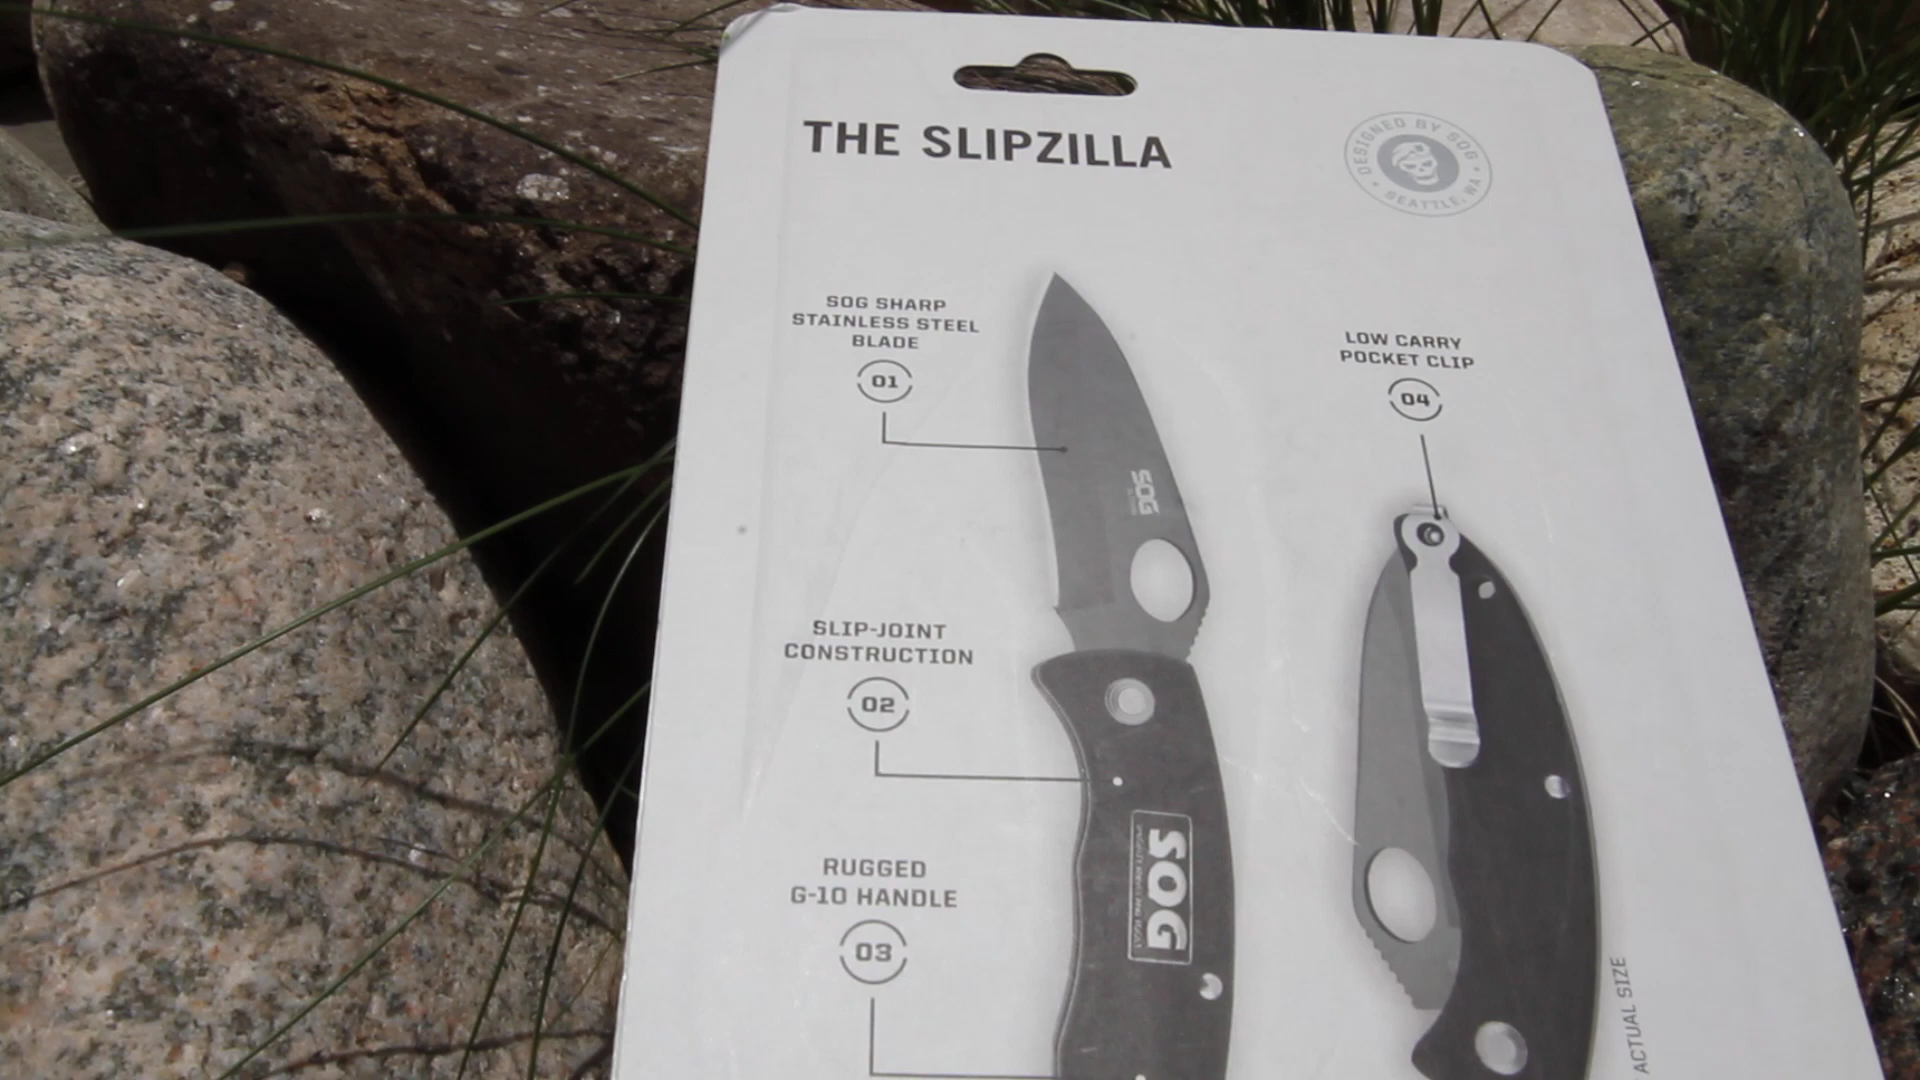 THE SLIPZILLA
DESIGNED BY SOG
SEATTLE, WA
SOG SHARP
STAINLESS STEEL
BLADE
01
LOW CARRY
POCKET CLIP
04
SOG
SLIP-JOINT
CONSTRUCTION
02
SOG
RUGGED
G-10 HANDLE
03
ACTUAL SIZE